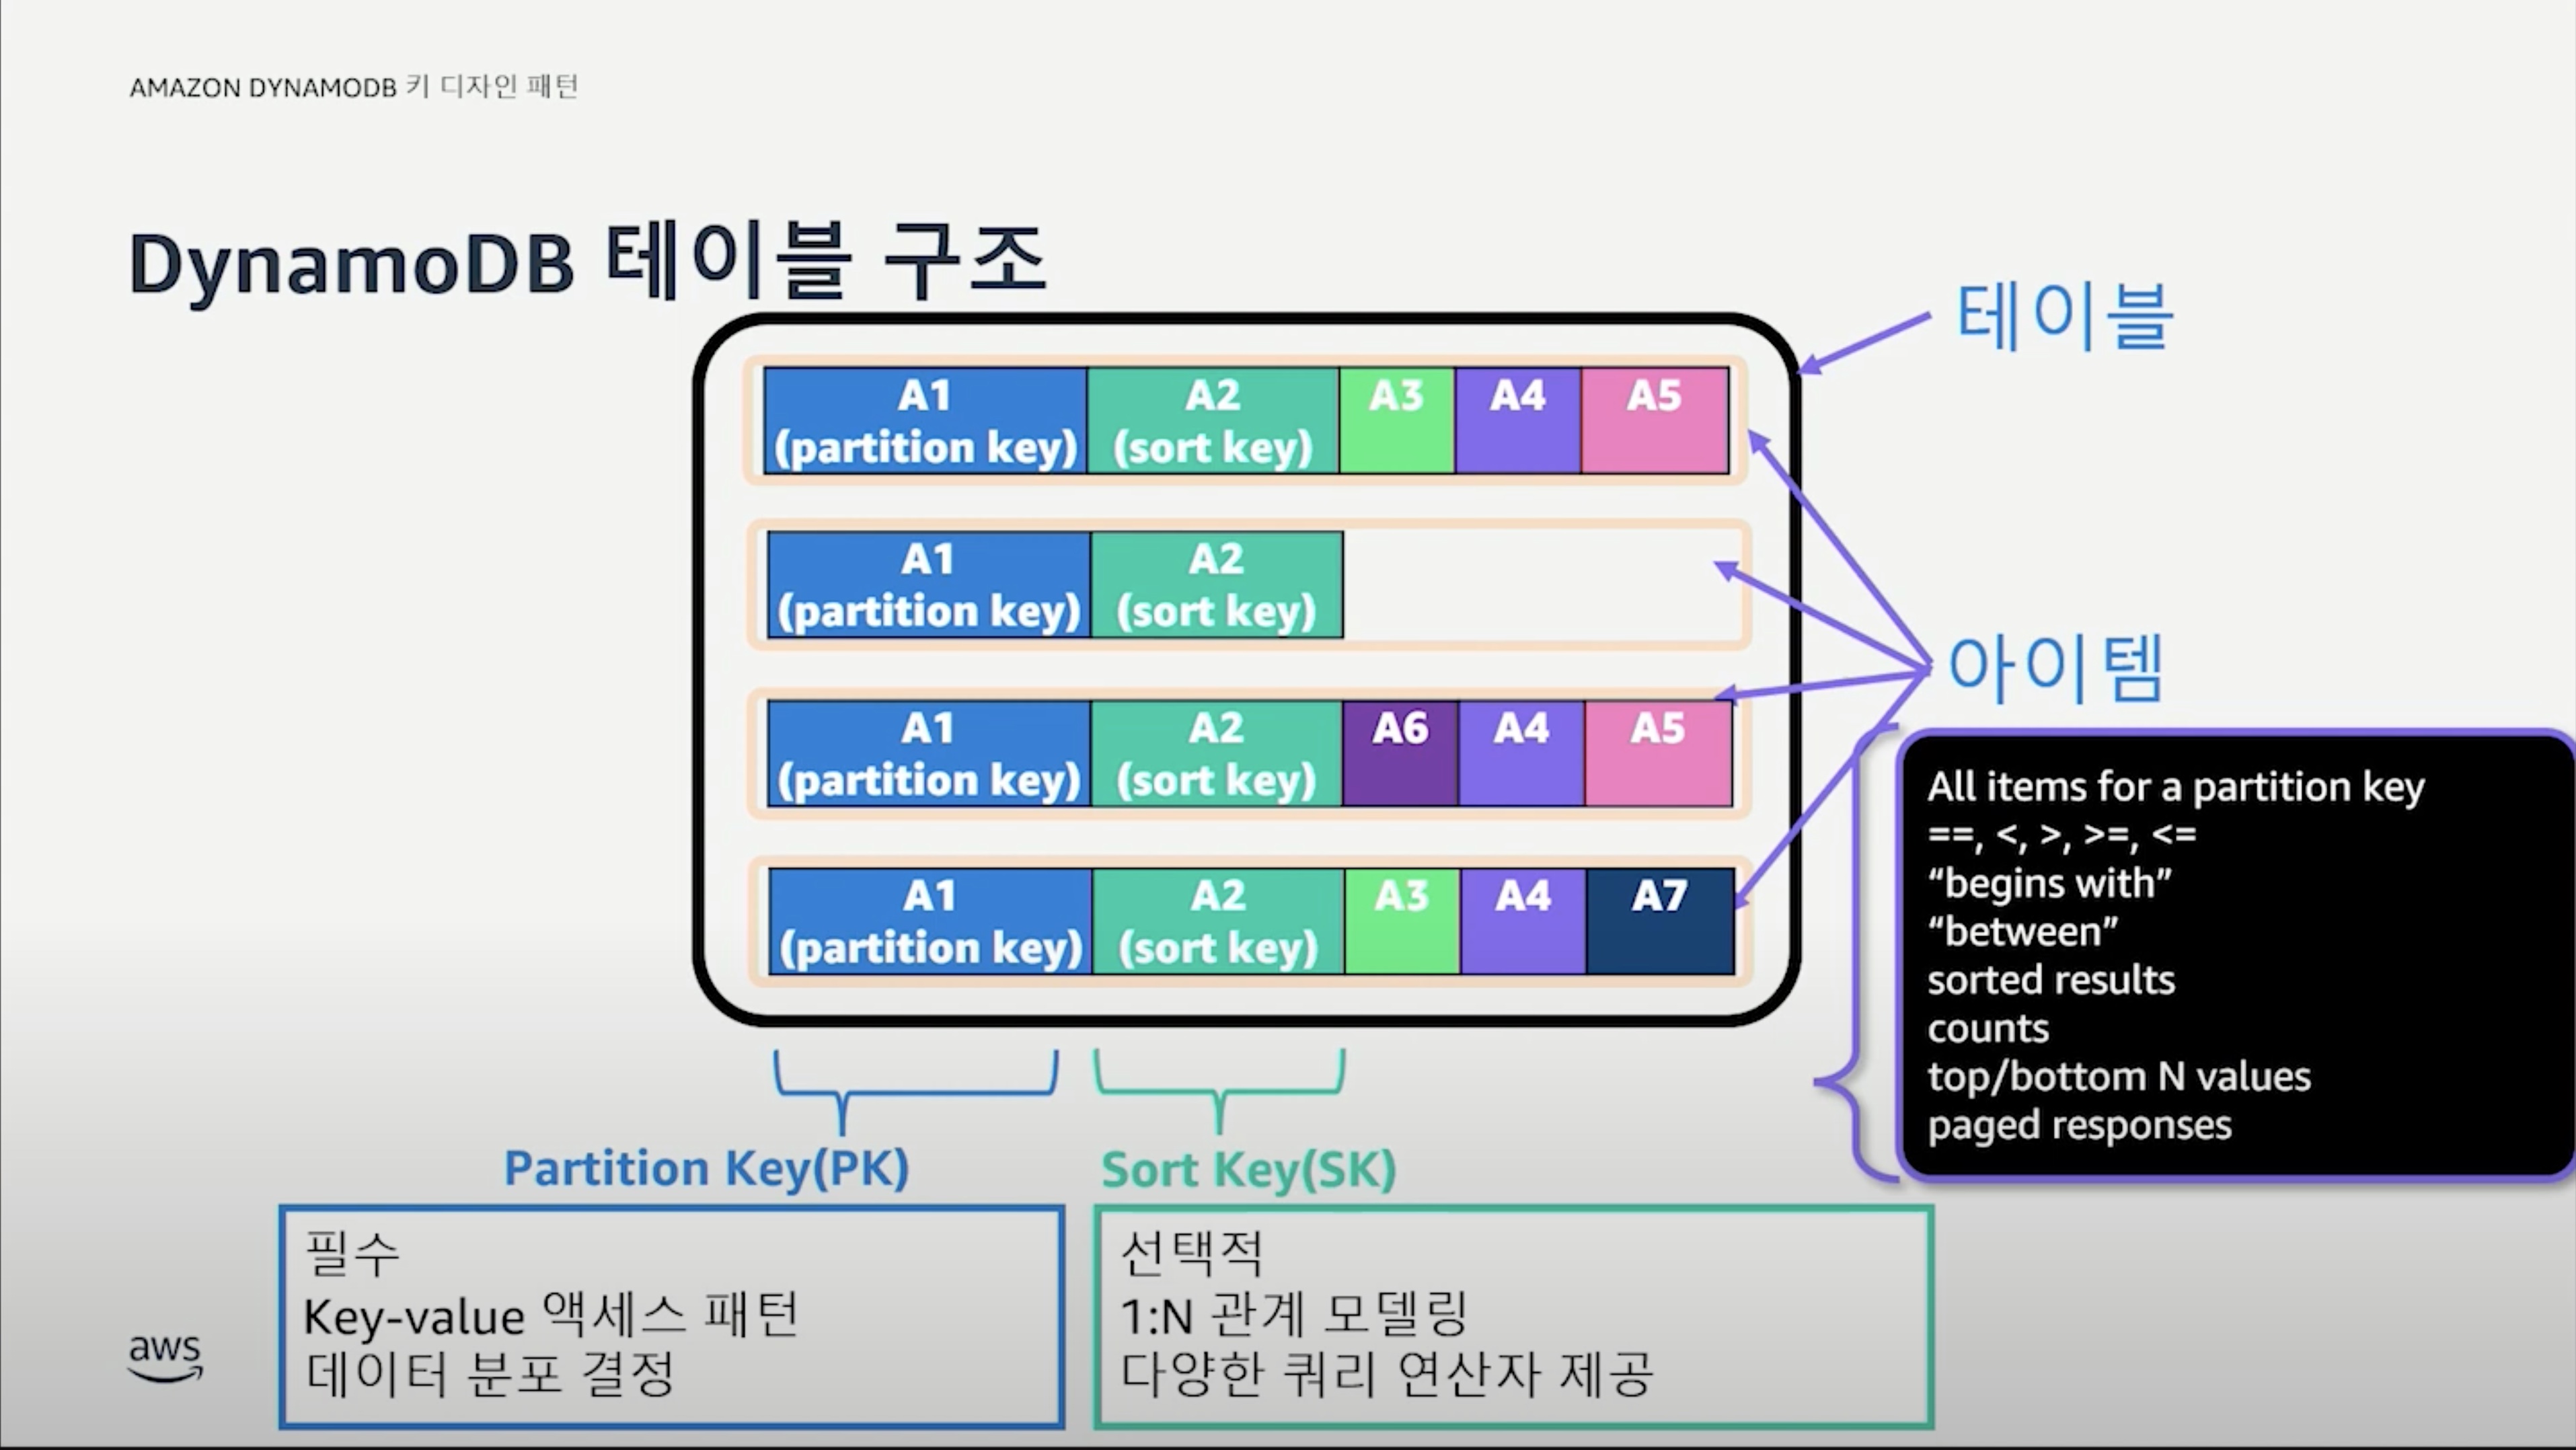 AMAZON DYNAMODB 키 디자인 패턴
DynamoDB 테이블 구조
테이블
A1 A2 A3 A4 A5
(partition key) (sort key)
A1 A2
(partition key) (sort key)
아이템
A1 A2 A6 A4 A5
(partition key) (sort key)
A1 A2 A3 A4 A7
(partition key) (sort key)
All items for a partition key
==, <, >, >=, <=
“begins with”
“between”
sorted results
counts
top/bottom N values
paged responses
Partition Key(PK)
필수
Key-value 액세스 패턴
데이터 분포 결정
Sort Key(SK)
선택적
1:N 관계 모델링
다양한 쿼리 연산자 제공
aws